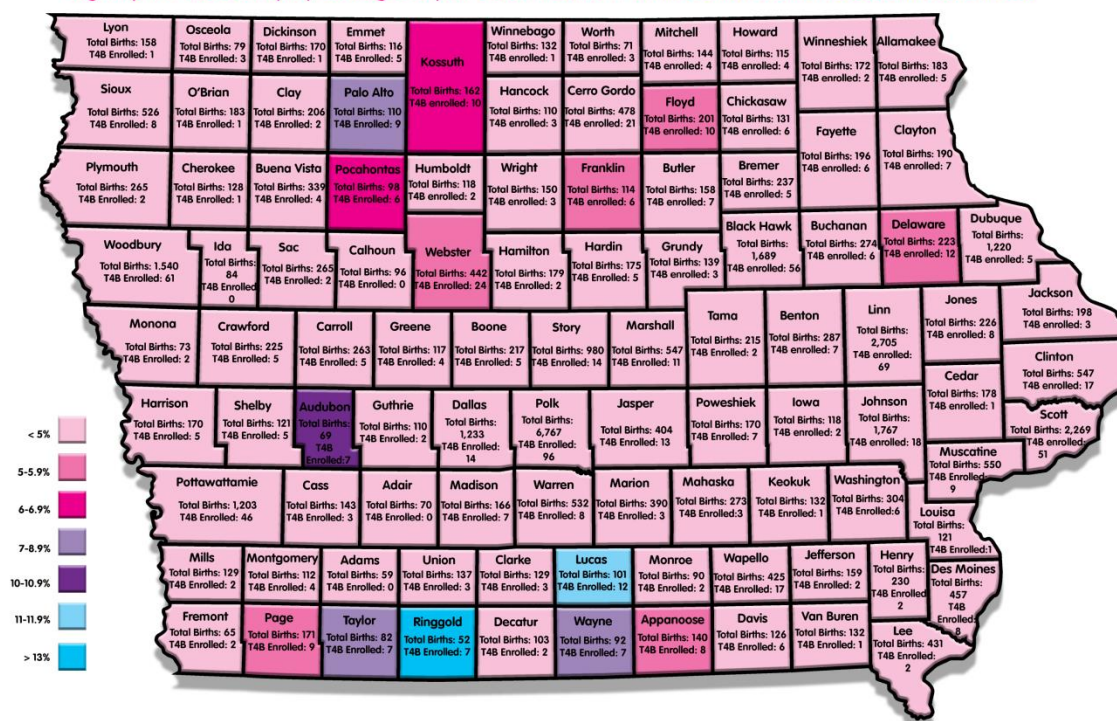 Lyon
Total Births: 158
T4B Enrolled: 1
Osceola
Total Births: 79
T4B Enrolled: 3
Dickinson
Total Births: 170
T4B Enrolled: 1
Emmet
Total Births: 116
T4B Enrolled: 5
Kossuth
Total Births: 162
T4B enrolled: 10
Winnebago
Total Births: 132
T4B Enrolled: 1
Worth
Total Births: 71
T4B Enrolled: 3
Mitchell
Total Births: 144
T4B enrolled: 4
Howard
Total Births: 115
T4B enrolled: 4
Winneshiek
Total Births: 172
T4B enrolled: 2
Allamakee
Total Births: 183
T4B Enrolled: 5
Sioux
Total Births: 526
T4B Enrolled: 8
O'Brian
Total Births: 183
T4B Enrolled: 1
Clay
Total Births: 206
T4B Enrolled: 2
Palo Alto
Total Births: 110
T4B Enrolled: 9
Hancock
Total Births: 110
T4B Enrolled: 3
Cerro Gordo
Total Births: 478
T4B Enrolled: 21
Floyd
Total Births: 201
T4B Enrolled: 10
Chickasaw
Total Births: 131
T4B Enrolled: 6
Fayette
Total Births: 196
T4B Enrolled: 6
Clayton
Total Births: 190
T4B enrolled: 7
Plymouth
Total Births: 265
T4B Enrolled: 2
Cherokee
Total Births: 128
T4B Enrolled: 1
Buena Vista
Total Births: 339
T4B Enrolled: 4
Pocahontas
Total Births: 98
T4B Enrolled: 6
Humboldt
Total Births: 118
T4B enrolled: 2
Wright
Total Births: 150
T4B Enrolled: 3
Franklin
Total Births: 114
T4B Enrolled: 6
Butler
Total Births: 158
T4B Enrolled: 7
Bremer
Total Births: 237
T4B Enrolled: 5
Woodbury
Total Births: 1.540
T4B Enrolled: 61
Ida
Total Births:
84
T4B Enrolled:
0
Sac
Total Births: 265
T4B Enrolled: 2
Calhoun
Total Births: 96
T4B Enrolled: 0
Webster
Total Births: 442
T4B Enrolled: 24
Hamilton
Total Births: 179
T4B Enrolled: 2
Hardin
Total Births: 175
T4B Enrolled: 5
Grundy
Total Births: 139
T4B Enrolled: 3
Black Hawk
Total Births:
1,689
T4B Enrolled: 56
Buchanan
Total Births: 274
T4B Enrolled: 6
Delaware
Total Births: 223
T4B Enrolled: 12
Dubuque
Total Births:
1,220
T4B Enrolled: 5
Monona
Total Births: 73
T4B Enrolled: 2
Crawford
Total Births: 225
T4B Enrolled: 5
Carroll
Total Births: 263
T4B Enrolled: 5
Greene
Total Births: 117
T4B Enrolled: 4
Boone
Total Births: 217
T4B Enrolled: 5
Story
Total Births: 980
T4B Enrolled: 14
Marshall
Total Births: 547
T4B Enrolled: 11
Tama
Total Births: 215
T4B Enrolled: 2
Benton
Total Births: 287
T4B Enrolled: 7
Linn
Total Births:
2,705
T4B enrolled:
69
Jones
Total Births: 226
T4B Enrolled: 8
Jackson
Total Births: 198
T4B Enrolled: 3
Clinton
Total Births: 547
T4B enrolled: 17
Cedar
Total Births: 178
T4B Enrolled: 1
Harrison
Total Births: 170
T4B Enrolled: 5
Shelby
Total Births: 121
T4B Enrolled: 5
Audubon
Total Births:
69
T4B
Enrolled:7
Guthrie
Total Births: 110
T4B Enrolled: 2
Dallas
Total Births:
1,233
T4B Enrolled:
14
Polk
Total Births:
6,767
T4B Enrolled:
96
Jasper
Total Births: 404
T4B Enrolled: 13
Poweshiek
Total Births: 170
T4B Enrolled: 7
Iowa
Total Births: 118
T4B Enrolled: 2
Johnson
Total Births:
1,767
T4B Enrolled: 18
Scott
Total Births: 2,269
T4B Enrolled:
51
Muscatine
Total Births: 550
T4B Enrolled:
9
< 5%
5-5.9%
6-6.9%
7-8.9%
10-10.9%
11-11.9%
> 13%
Pottawattamie
Total Births: 1,203
T4B Enrolled: 46
Cass
Total Births: 143
T4B Enrolled: 3
Adair
Total Births: 70
T4B Enrolled: 0
Madison
Total Births: 166
T4B Enrolled: 7
Warren
Total Births: 532
T4B Enrolled: 8
Marion
Total Births: 390
T4B Enrolled: 3
Mahaska
Total Births: 273
T4B Enrolled:3
Keokuk
Total Births: 132
T4B Enrolled: 1
Washington
Total Births: 304
T4B Enrolled:6
Louisa
Total Births:
121
T4B Enrolled:1
Mills
Total Births: 129
T4B Enrolled: 2
Montgomery
Total Births: 112
T4B Enrolled: 4
Adams
Total Births: 59
T4B Enrolled: 0
Union
Total Births: 137
T4B Enrolled: 3
Clarke
Total Births: 129
T4B Enrolled: 3
Lucas
Total Births: 101
T4B Enrolled: 12
Monroe
Total Births: 90
T4B Enrolled: 2
Wapello
Total Births: 425
T4B Enrolled: 17
Jefferson
Total Births: 159
T4B Enrolled: 2
Henry
Total Births:
230
T4B Enrolled:
2
Des Moines
Total Births:
457
T4B
Enrolled:
8
Fremont
Total Births: 65
T4B Enrolled: 2
Page
Total Births: 171
T4B Enrolled: 9
Taylor
Total Births: 82
T4B Enrolled: 7
Ringgold
Total Births: 52
T4B Enrolled: 7
Decatur
Total Births: 103
T4B Enrolled: 2
Wayne
Total Births: 92
T4B Enrolled: 7
Appanoose
Total Births: 140
T4B Enrolled: 8
Davis
Total Births: 126
T4B Enrolled: 6
Van Buren
Total Births: 132
T4B Enrolled: 1
Lee
Total Births: 431
T4B Enrolled:
2